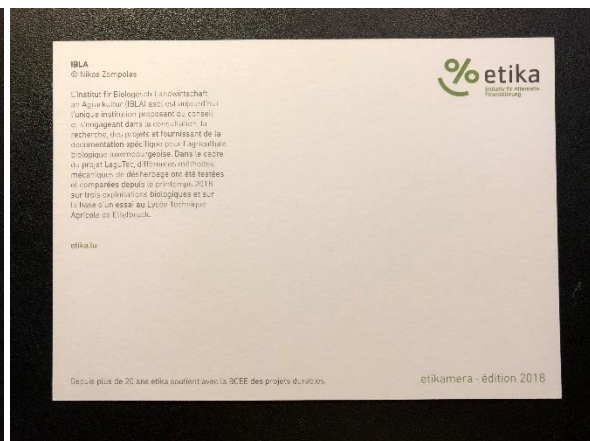 IBLA
© Nikos Zompolas
L'Institut fir Biologesch Landwirtschaft
an Agrarkultur (IBLA) asbl est aujourd'hui
l'unique institution proposant du conseil
et s'engageant dans la consultation, la
recherche, des projets et fournissant de la
documentation spécifique pour l'agriculture
biologique luxembourgeoise. Dans le cadre
du projet LeguTec, différentes méthodes
mécaniques de désherbage ont été testées
et comparées depuis le printemps 2018
sur trois exploitations biologiques et sur
la base d'un essai au Lycée Technique
Agricole de Ettelbruck.
etika.lu
% etika
Initiativ fir Alternativ
Finanzéierung
Depuis plus de 20 ans etika soutient avec la BCEE des projets durables.
etikamera - édition 2018